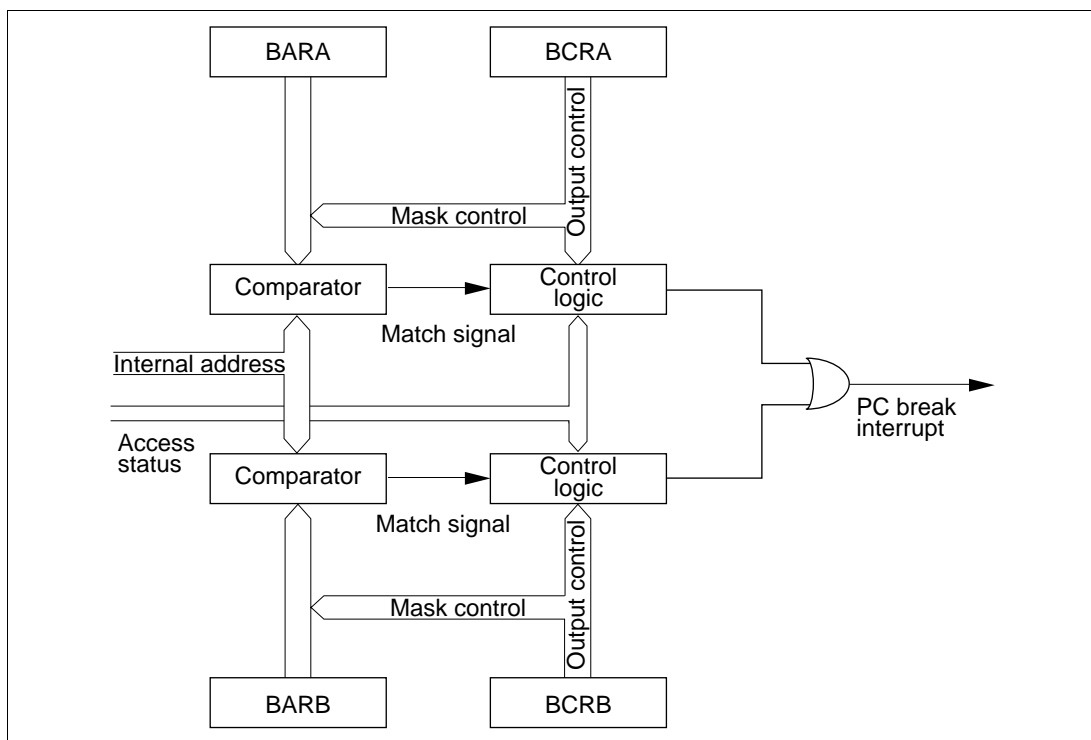 BARA
BCRA
Output control
Mask control
Comparator
Control
logic
Match signal
Internal address
Access
status
PC break
interrupt
Comparator
Control
logic
Match signal
Output control
Mask control
BARB
BCRB